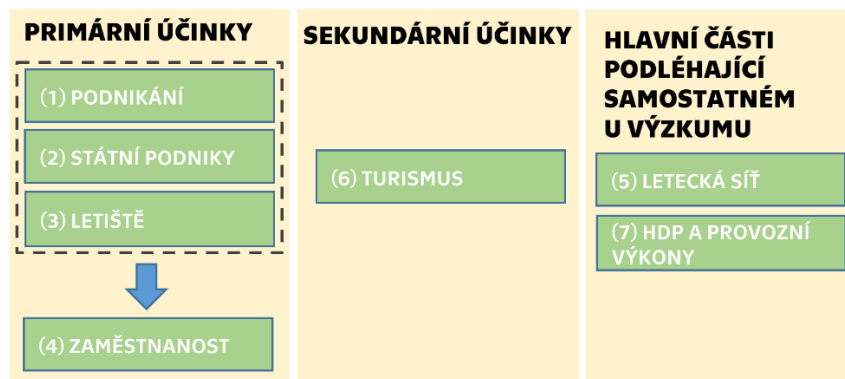 PRIMÁRNÍ ÚČINKY
(1) PODNIKÁNÍ
(2) STÁTNÍ PODNIKY
(3) LETIŠTĚ
(4) ZAMĚSTNANOST
SEKUNDÁRNÍ ÚČINKY
(6) TURISMUS
HLAVNÍ ČÁSTI
PODLÉHAJÍCÍ
SAMOSTATNÉM
U VÝZKUMU
(5) LETECKÁ SÍŤ
(7) HDP A PROVOZNÍ
VÝKONY